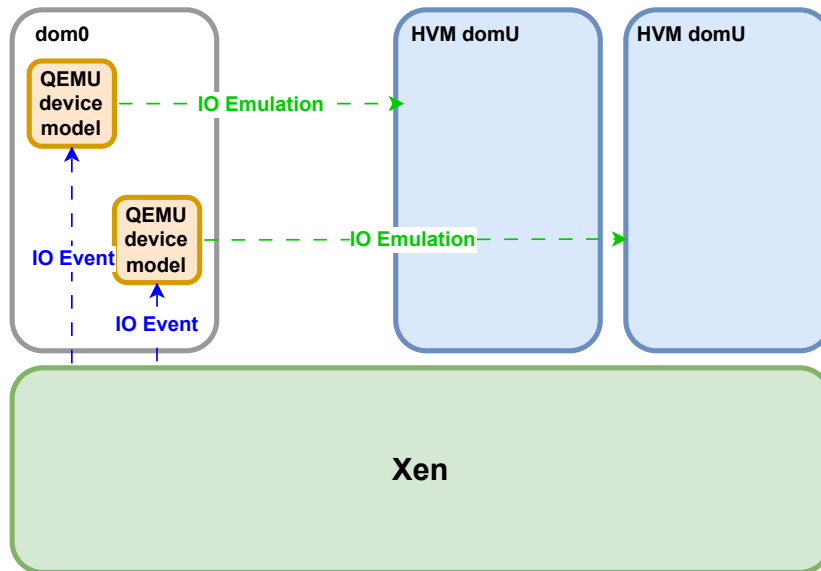 dom0
HVM domU
HVM domU
QEMU
device
model
IO Emulation
QEMU
device
model
IO Emulation
IO Event
IO Event
Xen